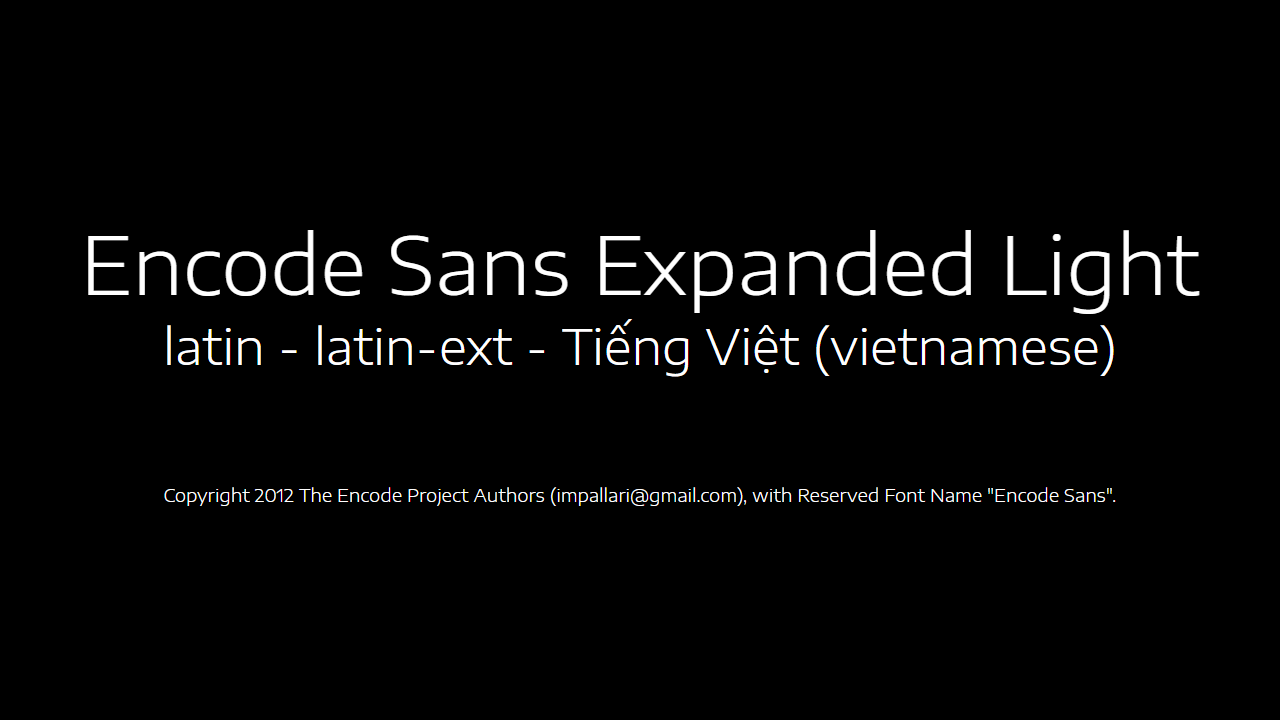 Encode Sans Expanded Light
latin - latin-ext - Tiếng Việt (vietnamese)
Copyright 2012 The Encode Project Authors (impallari@gmail.com), with Reserved Font Name "Encode Sans".